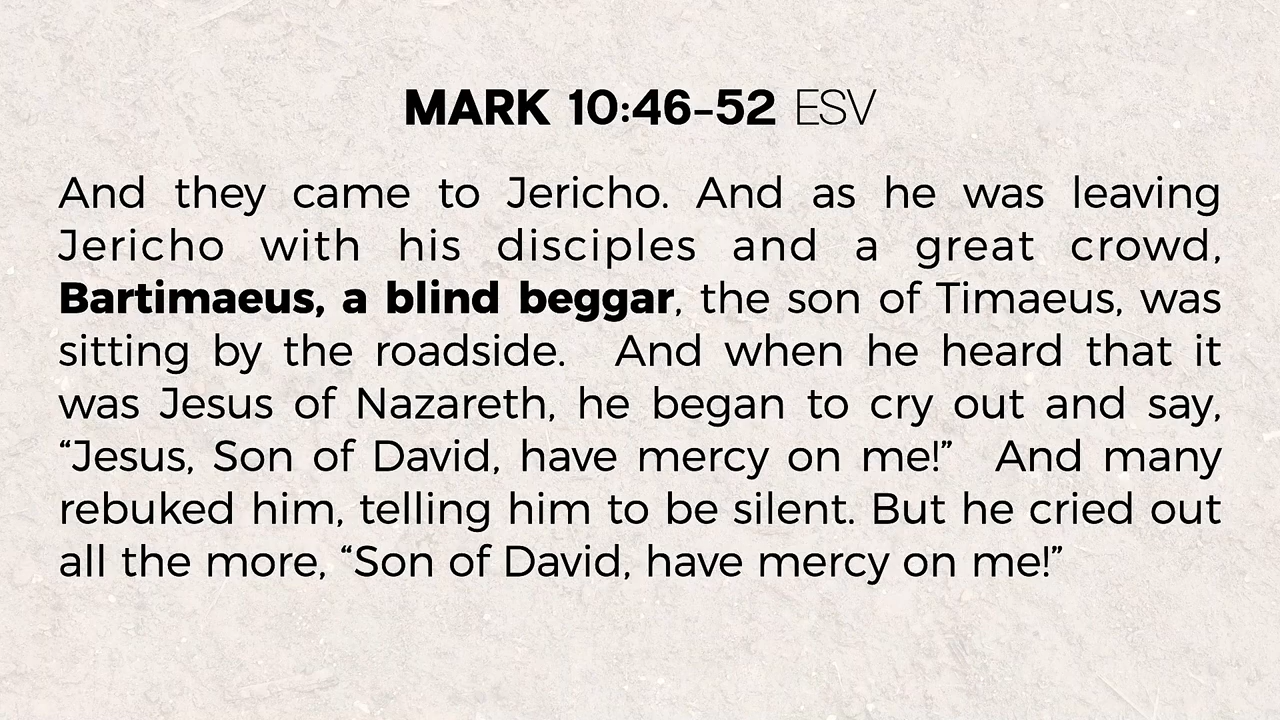 MARK 10:46–52 ESV
And they came to Jericho. And as he was leaving
Jericho with his disciples and a great crowd,
Bartimaeus, a blind beggar, the son of Timaeus, was
sitting by the roadside.  And when he heard that it
was Jesus of Nazareth, he began to cry out and say,
“Jesus, Son of David, have mercy on me!”  And many
rebuked him, telling him to be silent. But he cried out
all the more, “Son of David, have mercy on me!”